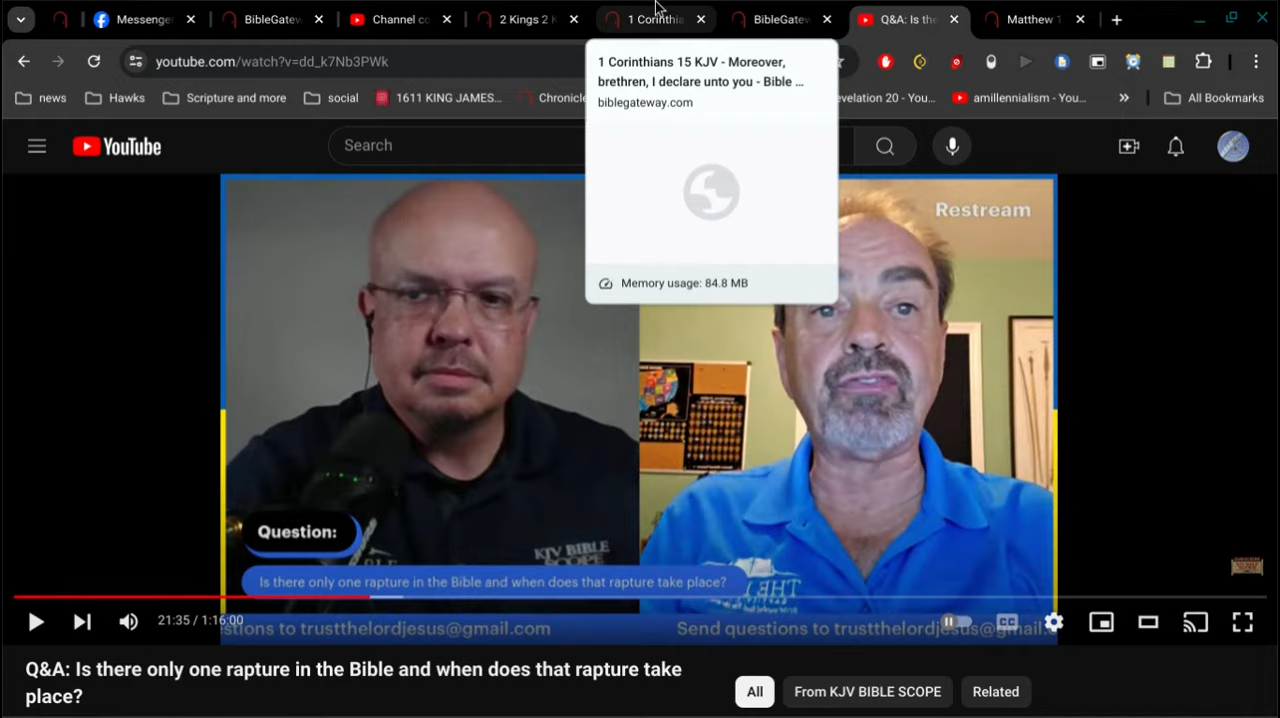 Messenger
BibleGatew
Channel co
2 Kings 2 K
1 Corinthia
BibleGatew
Q&A: Is the
Matthew 1
youtube.com/watch?v=dd_k7Nb3PWk
1 Corinthians 15 KJV - Moreover,
brethren, I declare unto you - Bible ...
biblegateway.com
Memory usage: 84.8 MB
news
Hawks
Scripture and more
social
1611 KING JAMES...
Chronicle
evelation 20 - You...
amillennialism - You...
All Bookmarks
YouTube
Search
Restream
Question:
KJV BIBLE
SCOPE
Is there only one rapture in the Bible and when does that rapture take place?
21:35 / 1:16:00
stions to trustthelordjesus@gmail.com
Send questions to trustthelordjesus@gmail.c
CC
Q&A: Is there only one rapture in the Bible and when does that rapture take
place?
All
From KJV BIBLE SCOPE
Related